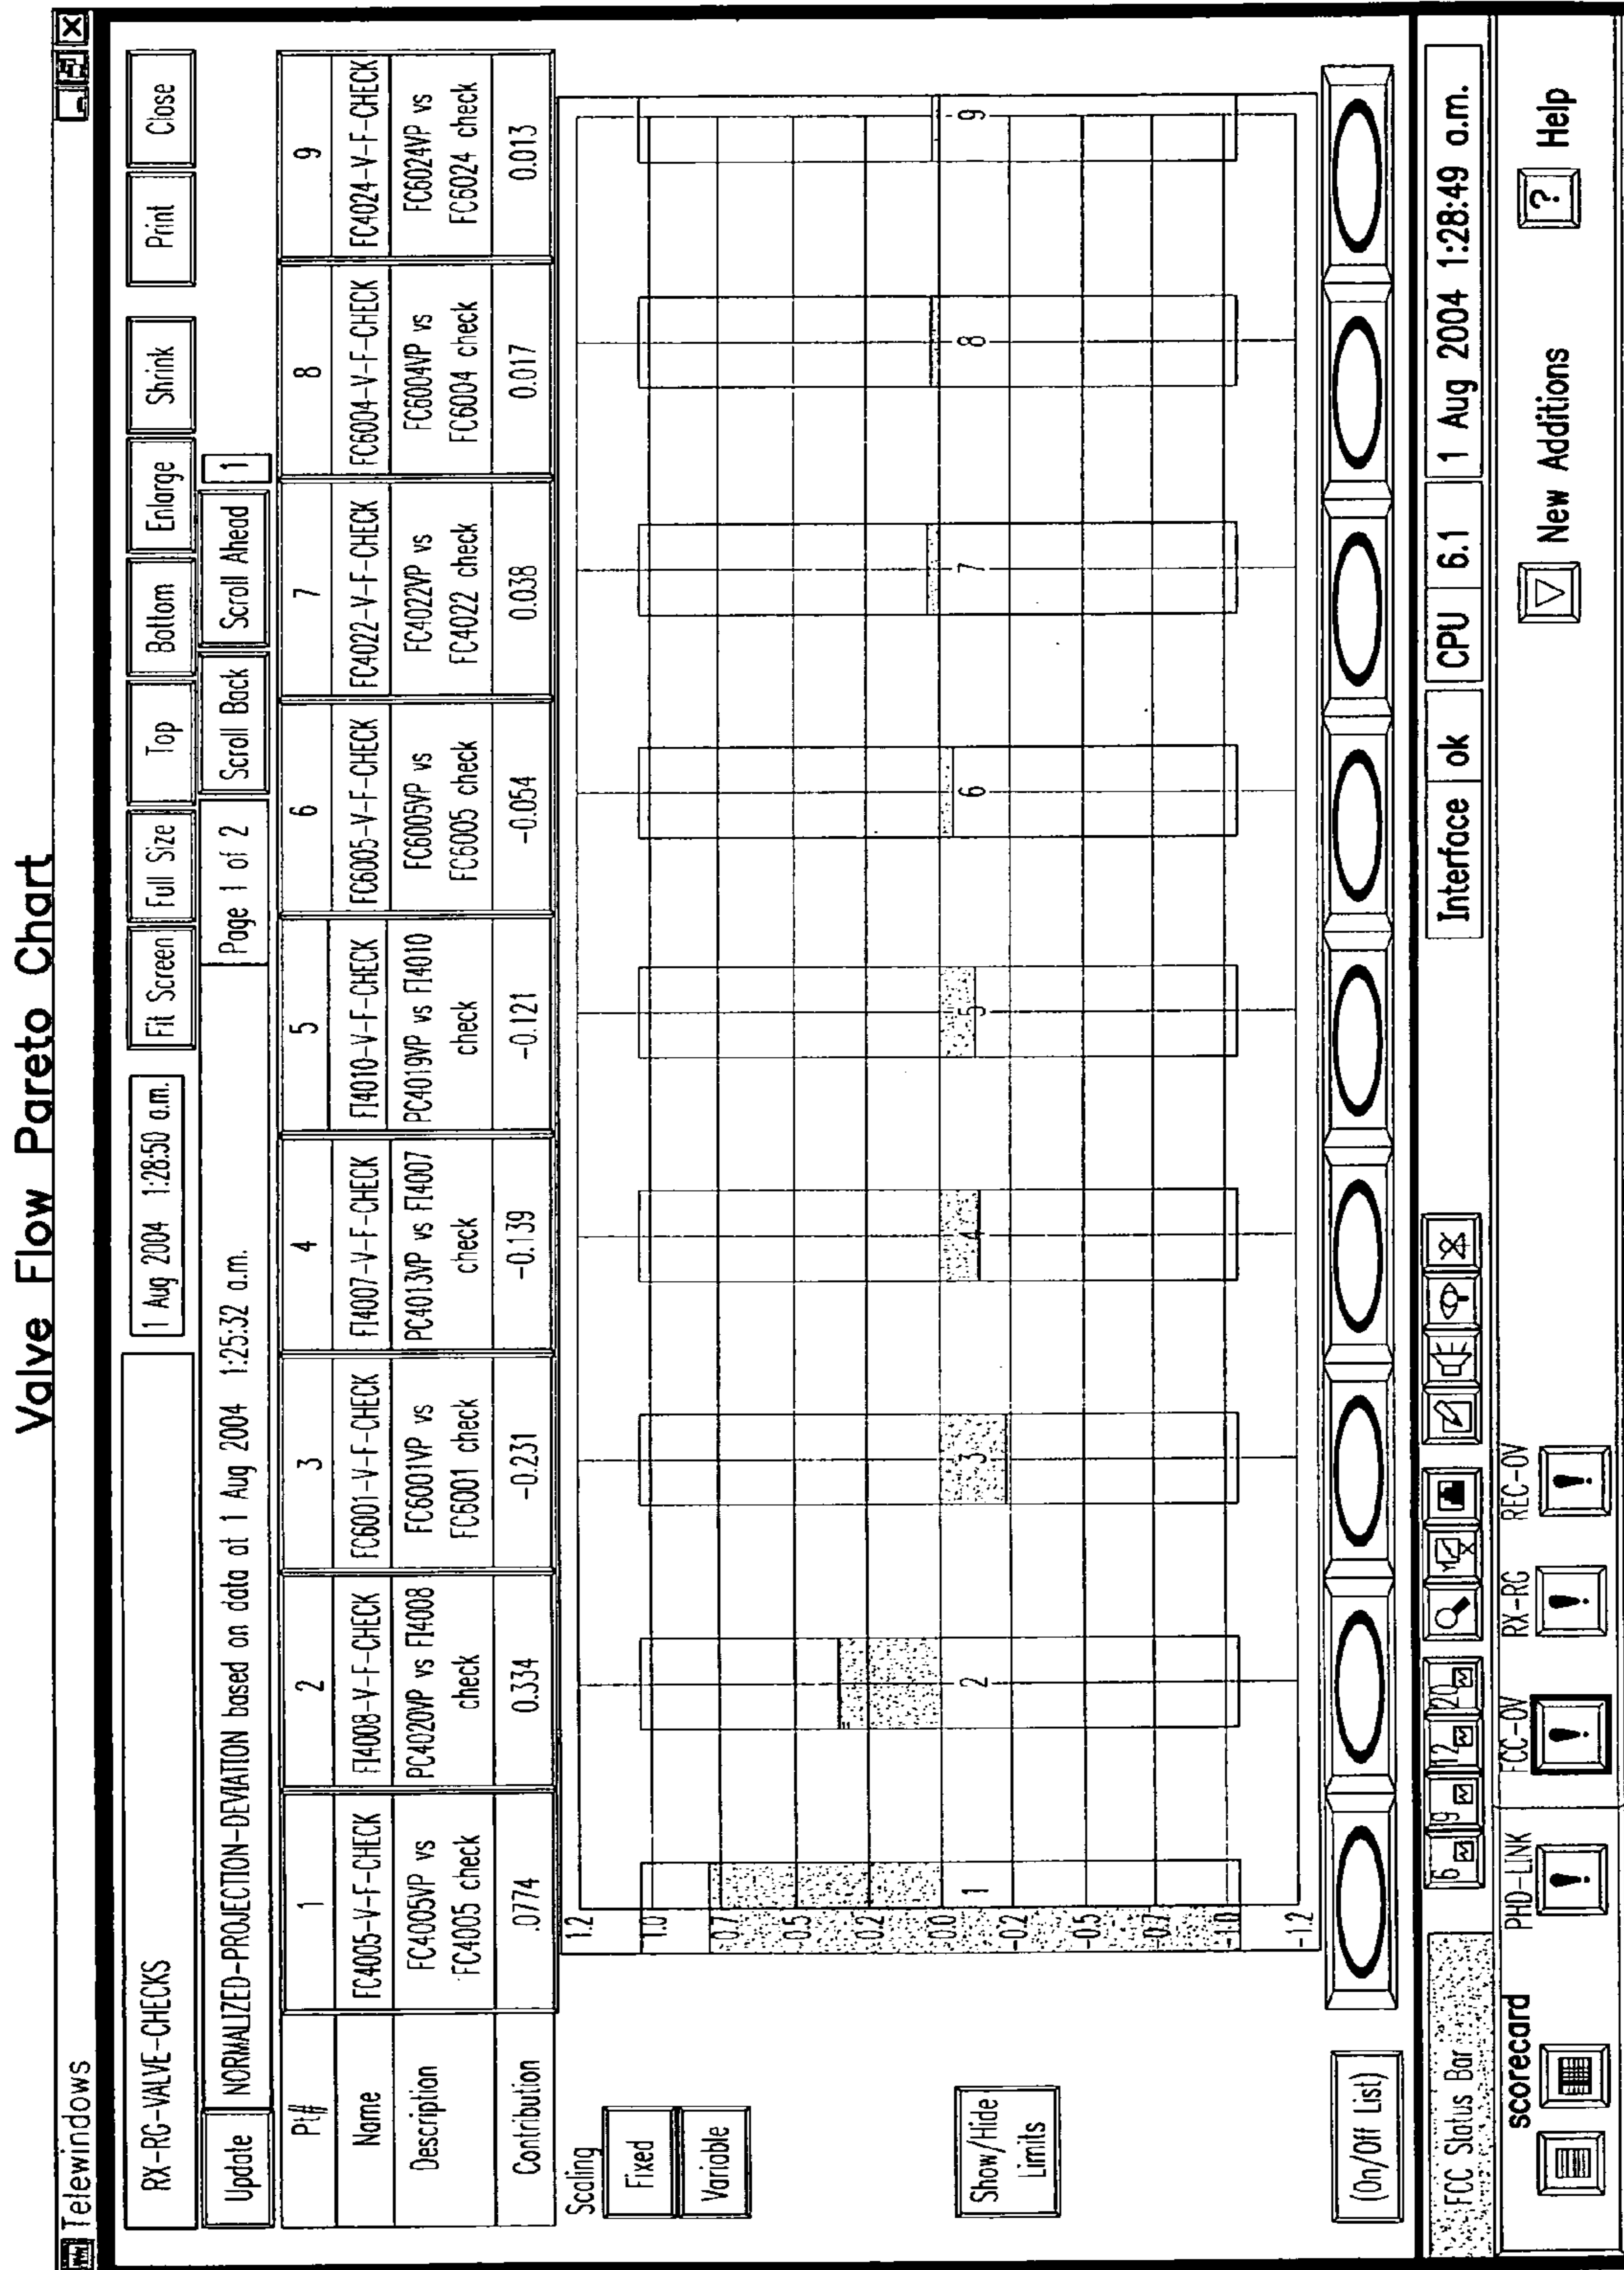 Valve Flow Pareto Chart
Telewindows
RX-RG-VALVE-CHECKS
1 Aug 2004 1:28:50 a.m.
Fit Screen
Full Size
Top
Bottom
Enlarge
Shrink
Print
Close
Update
NORMALIZED-PROJECTION-DEVIATION based on data at 1 Aug 2004 1:25:32 a.m.
Page 1 of 2
Scroll Back
Scroll Ahead
1
Pt# 1 2 3 4 5 6 7 8 9
Name FC4005-V-F-CHECK FI4008-V-F-CHECK FC6001-V-F-CHECK FI4007-V-F-CHECK FI4010-V-F-CHECK FC6005-V-F-CHECK FC4022-V-F-CHECK FC6004-V-F-CHECK FC4024-V-F-CHECK
Description
FC4005VP vs
FC4005 check
PC4020VP vs FI4008
check
FC6001VP vs
FC6001 check
PC4013VP vs FI4007
check
PC4019VP vs FI4010
check
FC6005VP vs
FC6005 check
FC4022VP vs
FC4022 check
FC6004VP vs
FC6004 check
FC6024VP vs
FC6024 check
Contribution .0774 0.334 -0.231 -0.139 -0.121 -0.054 0.038 0.017 0.013
Scaling
Fixed
Variable
Show/Hide
Limits
(On/Off List)
1.2
1.0
0.7
0.5
0.2
0.0
-0.2
-0.5
-0.7
-1.0
-1.2
1 2 3 4 5 6 7 8 9
FCC Status Bar
6 9 12 20
Interface ok CPU 6.1 1 Aug 2004 1:28:49 a.m.
scorecard
PHD-LINK
!
FCC-OV
!
RX-RG
!
REC-OV
!
New Additions
? Help